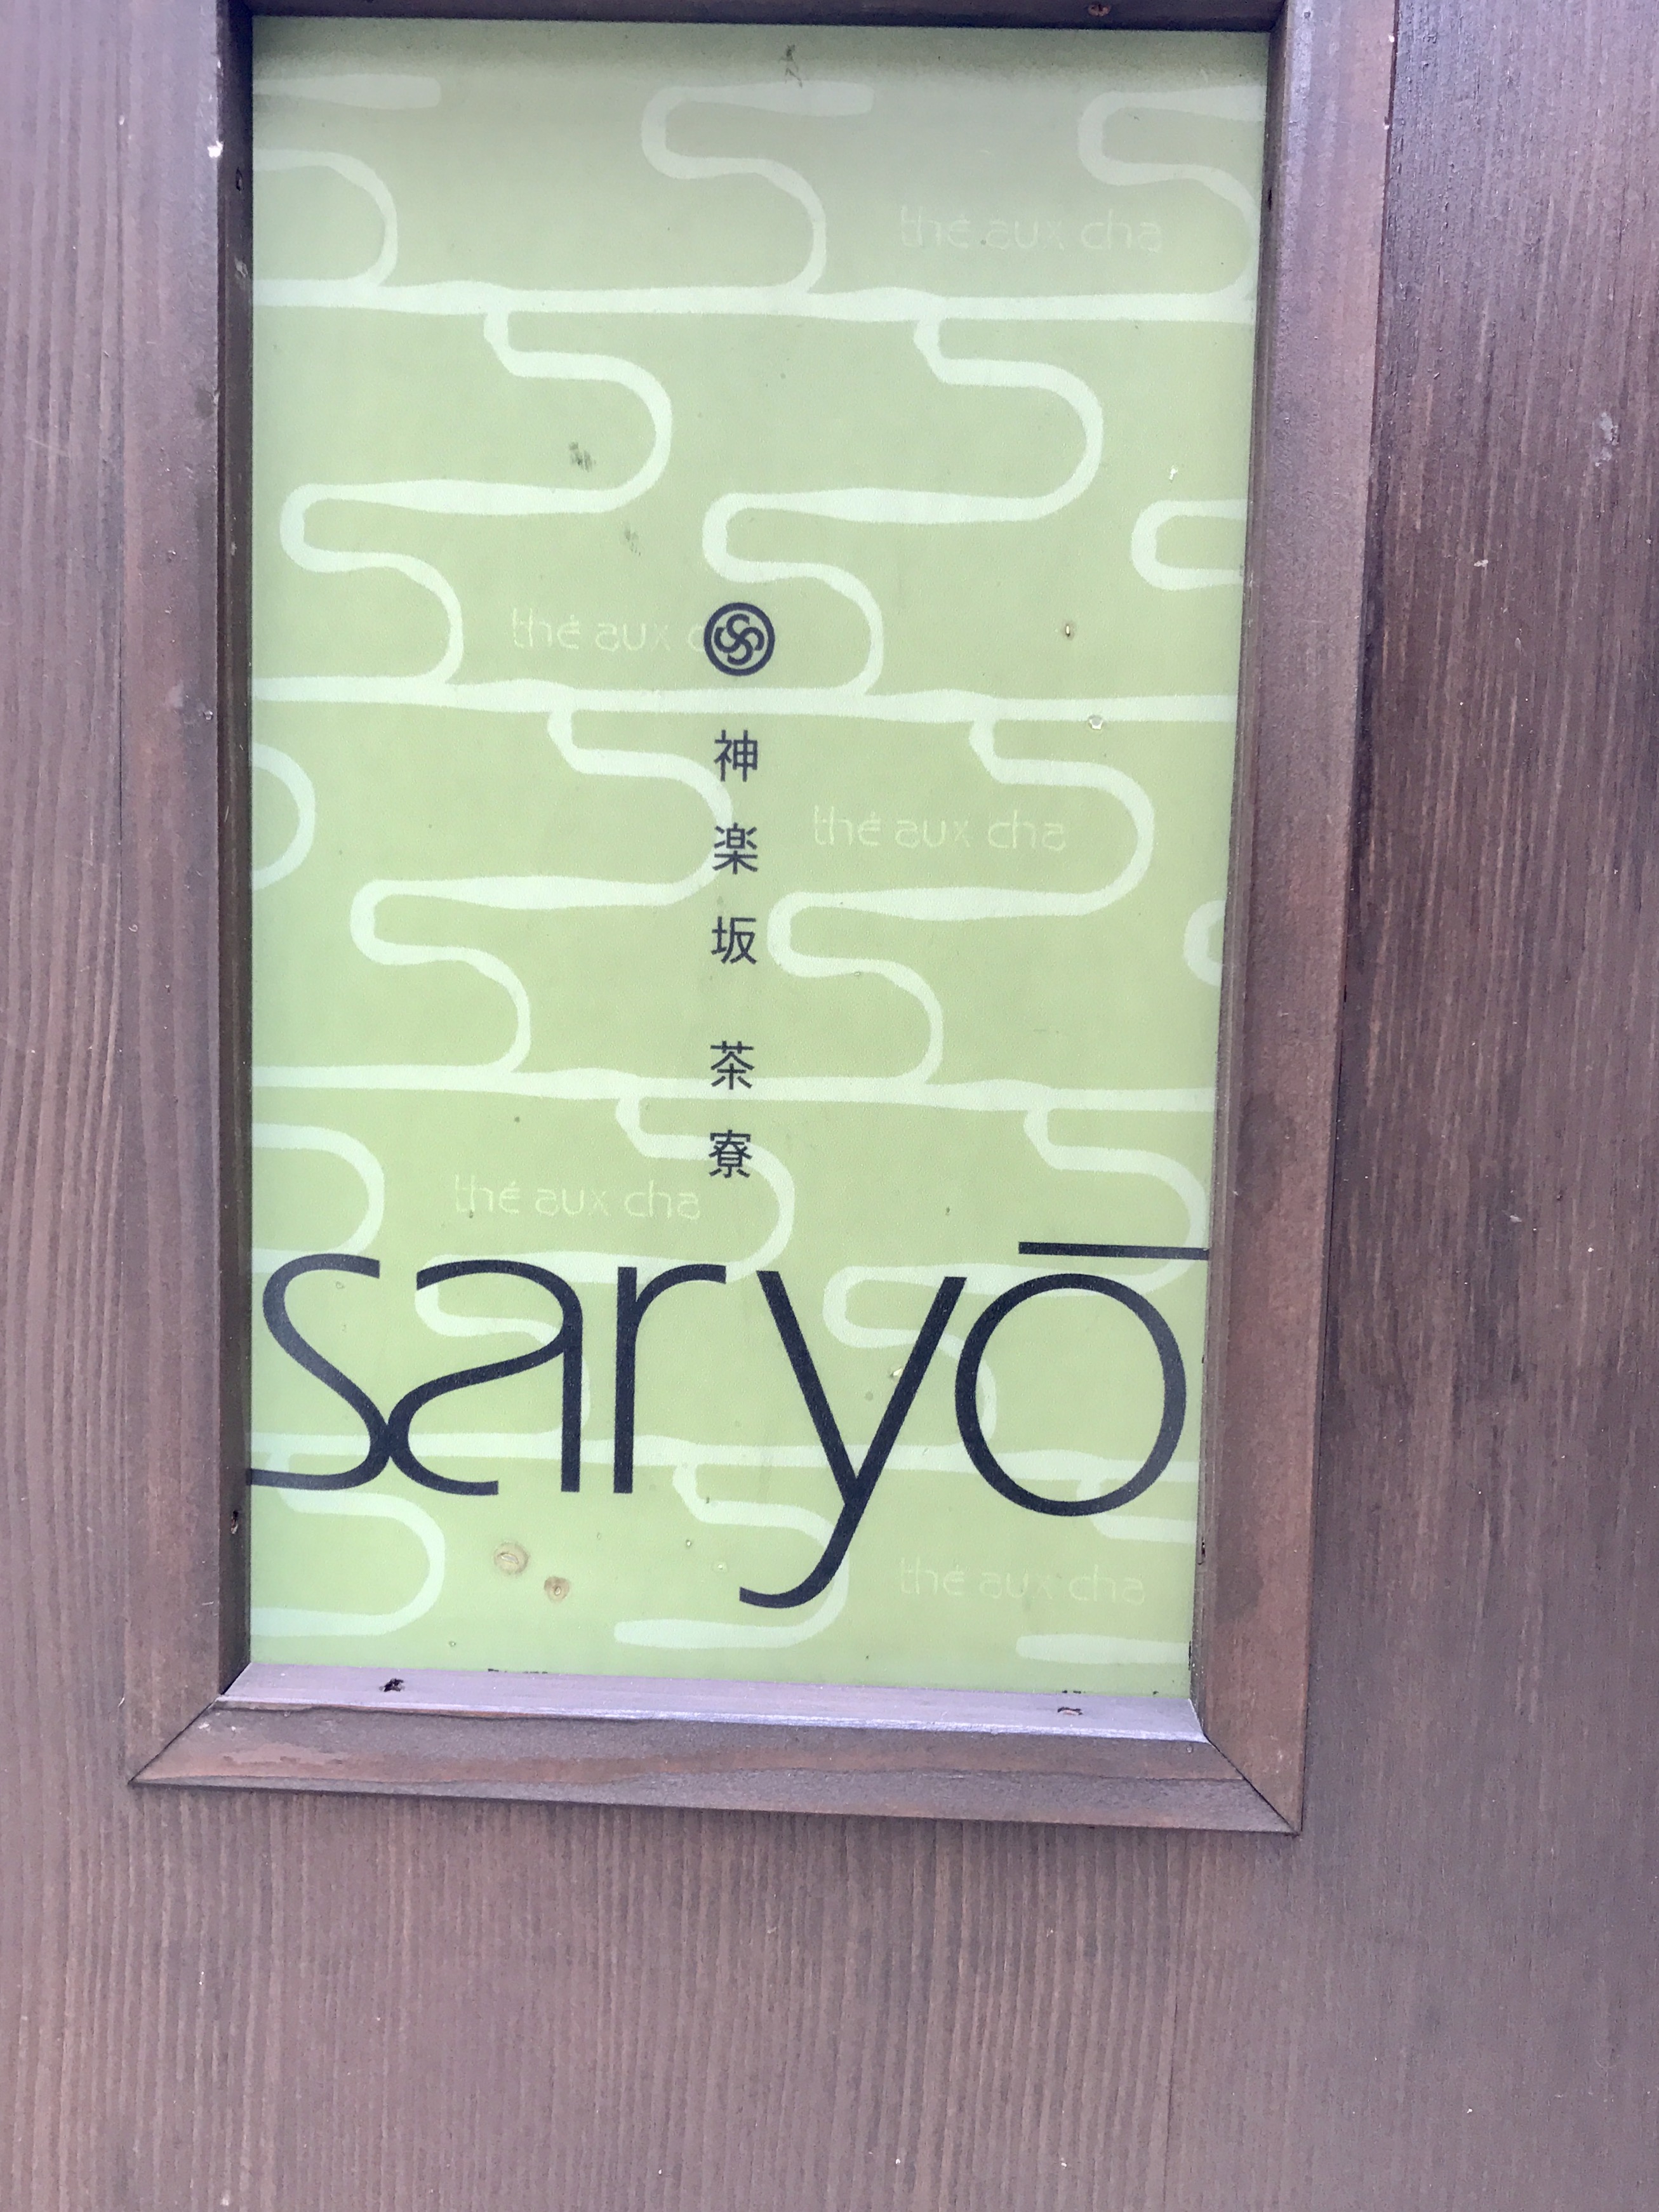 thé aux cha
thé aux c
神楽坂 茶寮
thé aux cha
thé aux cha
saryō
thé aux cha